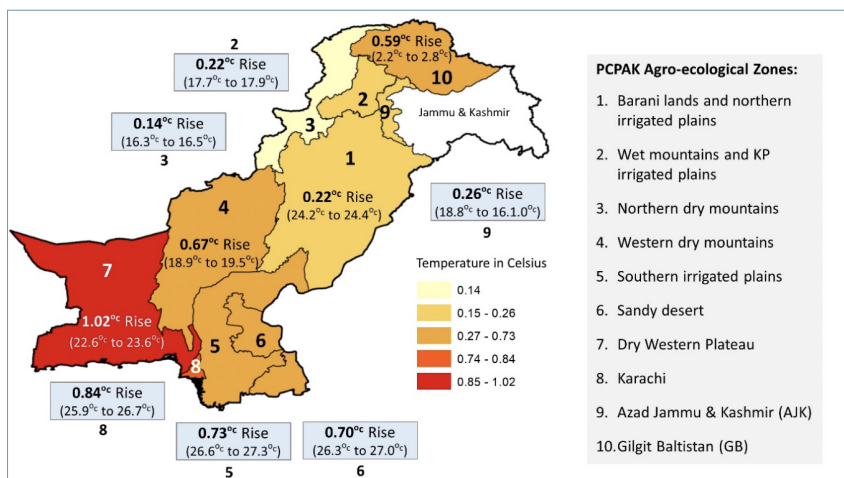 2
0.22°c Rise
(17.7°c to 17.9°c)
0.59°c Rise
(2.2°c to 2.8°c)
10
2
9
Jammu & Kashmir
3
0.14°c Rise
(16.3°c to 16.5°c)
3
1
0.22°c Rise
(24.2°c to 24.4°c)
0.26°c Rise
(18.8°c to 16.1.0°c)
9
4
0.67°c Rise
(18.9°c to 19.5°c)
7
1.02°c Rise
(22.6°c to 23.6°c)
5
6
8
0.84°c Rise
(25.9°c to 26.7°c)
8
0.73°c Rise
(26.6°c to 27.3°c)
5
0.70°c Rise
(26.3°c to 27.0°c)
6
Temperature in Celsius
0.14
0.15 - 0.26
0.27 - 0.73
0.74 - 0.84
0.85 - 1.02
PCPAK Agro-ecological Zones:
1. Barani lands and northern
irrigated plains
2. Wet mountains and KP
irrigated plains
3. Northern dry mountains
4. Western dry mountains
5. Southern irrigated plains
6. Sandy desert
7. Dry Western Plateau
8. Karachi
9. Azad Jammu & Kashmir (AJK)
10. Gilgit Baltistan (GB)